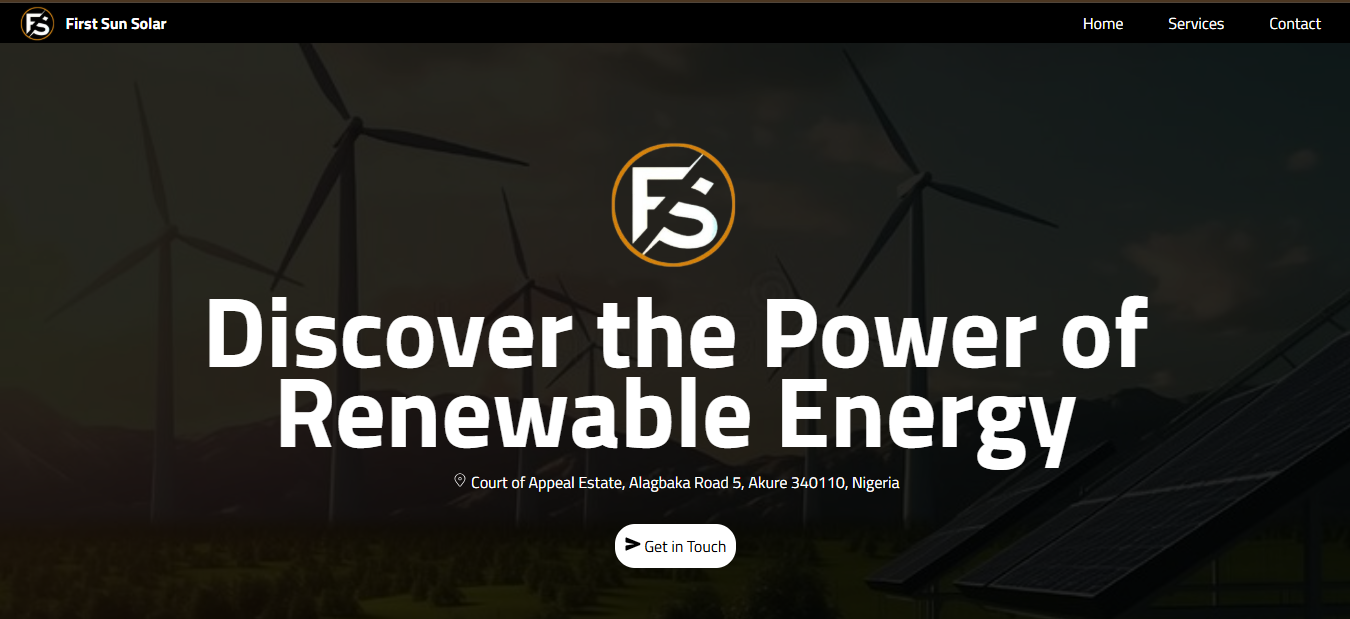 FS First Sun Solar Home Services Contact
FS
Discover the Power of
Renewable Energy
Court of Appeal Estate, Alagbaka Road 5, Akure 340110, Nigeria
Get in Touch